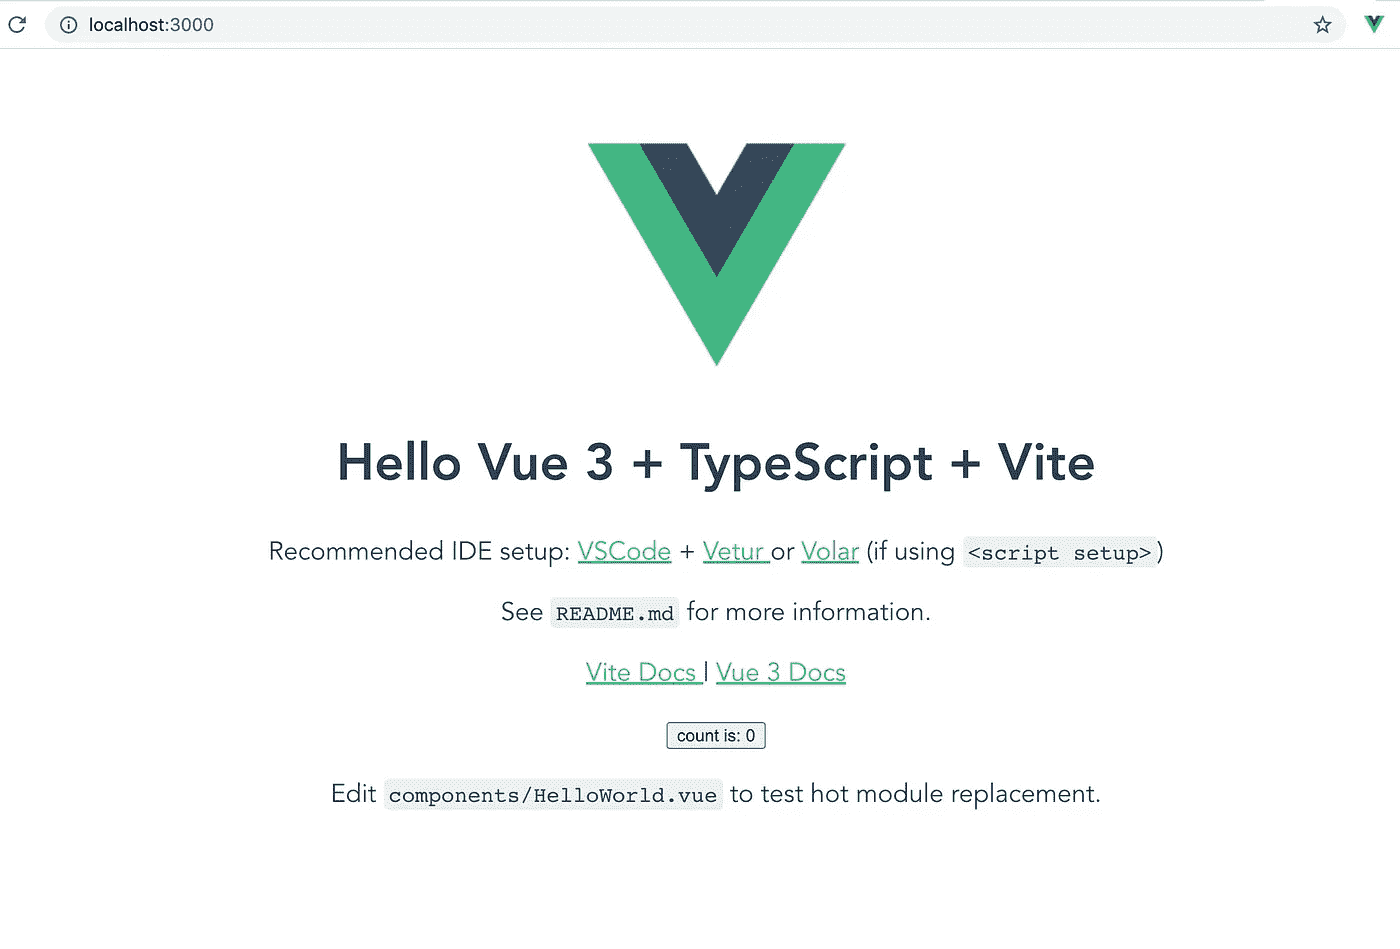 localhost:3000
Hello Vue 3 + TypeScript + Vite
Recommended IDE setup: VSCode + Vetur or Volar (if using <script setup>)
See README.md for more information.
Vite Docs | Vue 3 Docs
count is: 0
Edit components/HelloWorld.vue to test hot module replacement.